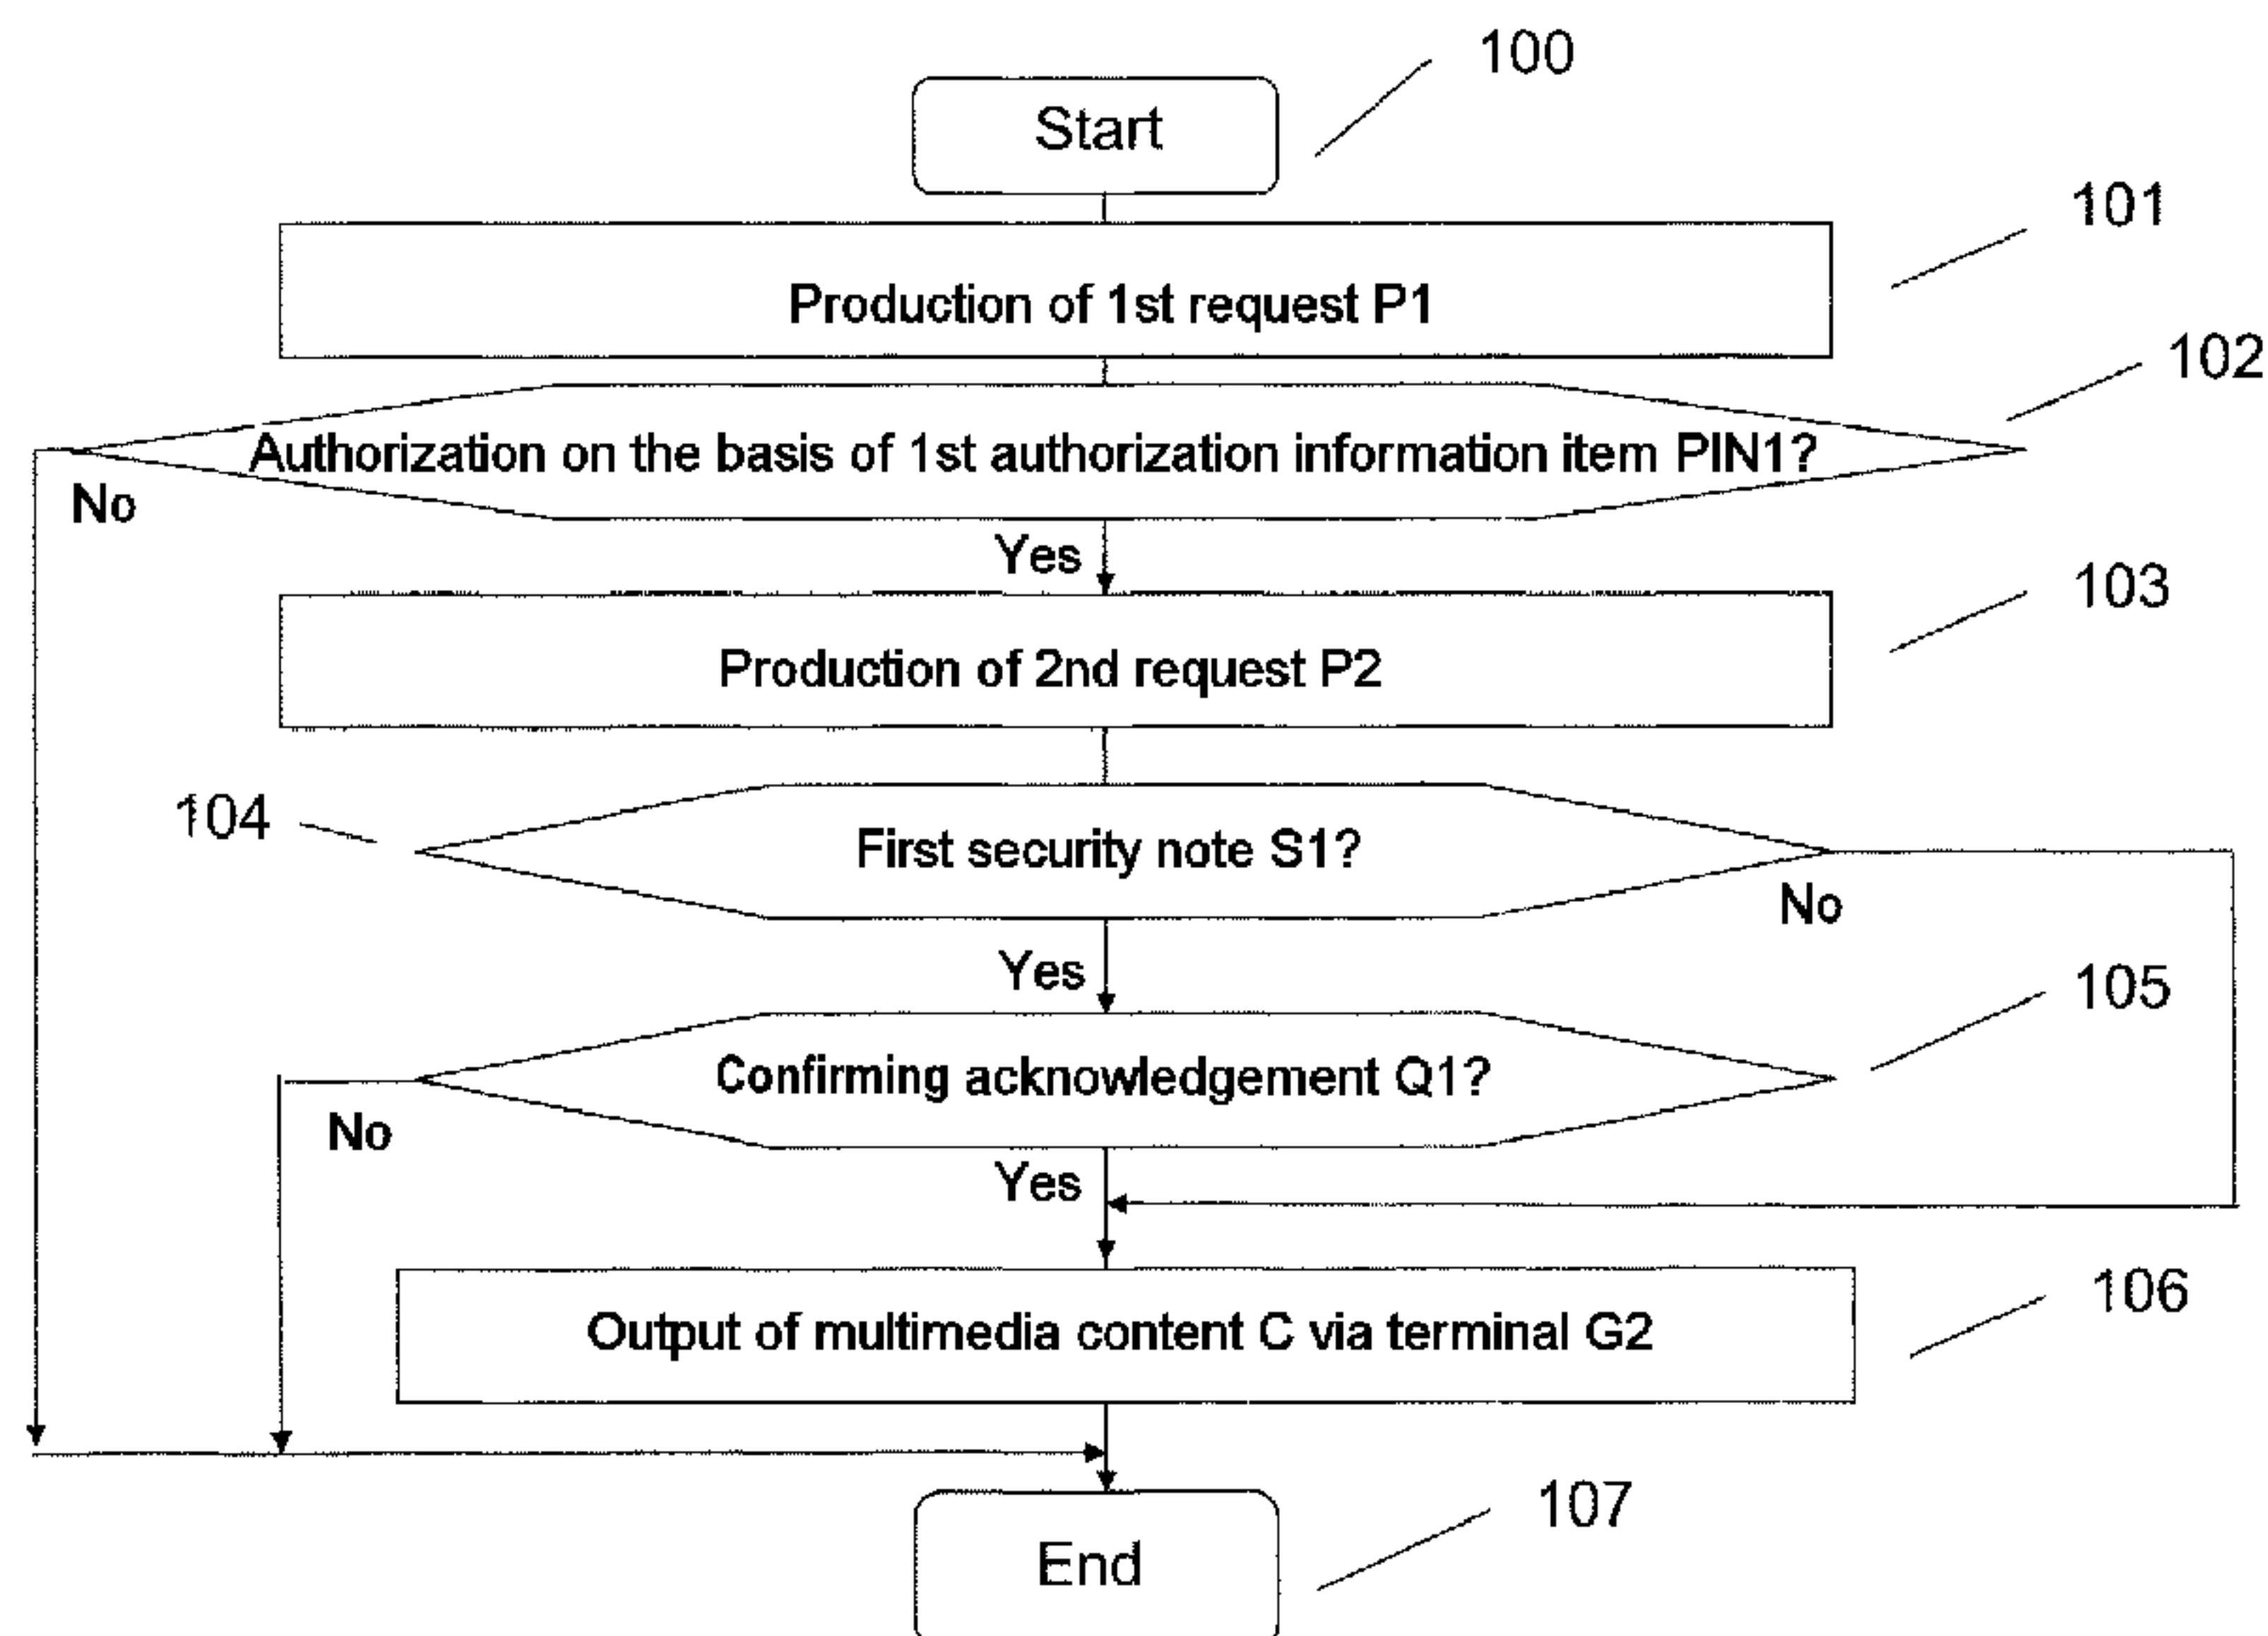 100
Start
101
Production of 1st request P1
102
Authorization on the basis of 1st authorization information item PIN1?
No
Yes
103
Production of 2nd request P2
104
First security note S1?
No
Yes
105
Confirming acknowledgement Q1?
No
Yes
106
Output of multimedia content C via terminal G2
107
End